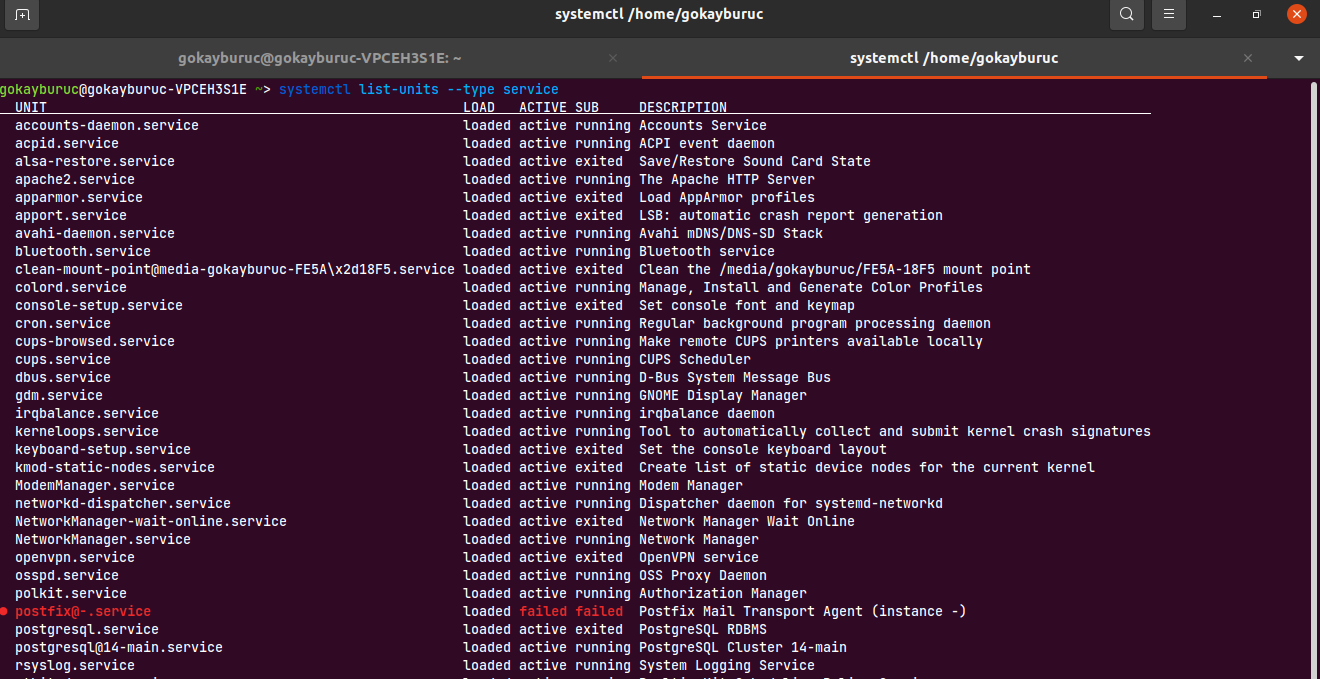 systemctl /home/gokayburuc
gokayburuc@gokayburuc-VPCEH3S1E: ~
systemctl /home/gokayburuc
gokayburuc@gokayburuc-VPCEH3S1E ~> systemctl list-units --type service
UNIT LOAD ACTIVE SUB DESCRIPTION
accounts-daemon.service loaded active running Accounts Service
acpid.service loaded active running ACPI event daemon
alsa-restore.service loaded active exited Save/Restore Sound Card State
apache2.service loaded active running The Apache HTTP Server
apparmor.service loaded active exited Load AppArmor profiles
apport.service loaded active exited LSB: automatic crash report generation
avahi-daemon.service loaded active running Avahi mDNS/DNS-SD Stack
bluetooth.service loaded active running Bluetooth service
clean-mount-point@media-gokayburuc-FE5A\x2d18F5.service loaded active exited Clean the /media/gokayburuc/FE5A-18F5 mount point
colord.service loaded active running Manage, Install and Generate Color Profiles
console-setup.service loaded active exited Set console font and keymap
cron.service loaded active running Regular background program processing daemon
cups-browsed.service loaded active running Make remote CUPS printers available locally
cups.service loaded active running CUPS Scheduler
dbus.service loaded active running D-Bus System Message Bus
gdm.service loaded active running GNOME Display Manager
irqbalance.service loaded active running irqbalance daemon
kerneloops.service loaded active running Tool to automatically collect and submit kernel crash signatures
keyboard-setup.service loaded active exited Set the console keyboard layout
kmod-static-nodes.service loaded active exited Create list of static device nodes for the current kernel
ModemManager.service loaded active running Modem Manager
networkd-dispatcher.service loaded active running Dispatcher daemon for systemd-networkd
NetworkManager-wait-online.service loaded active exited Network Manager Wait Online
NetworkManager.service loaded active running Network Manager
openvpn.service loaded active exited OpenVPN service
osspd.service loaded active running OSS Proxy Daemon
polkit.service loaded active running Authorization Manager
● postfix@-.service loaded failed failed Postfix Mail Transport Agent (instance -)
postgresql.service loaded active exited PostgreSQL RDBMS
postgresql@14-main.service loaded active running PostgreSQL Cluster 14-main
rsyslog.service loaded active running System Logging Service